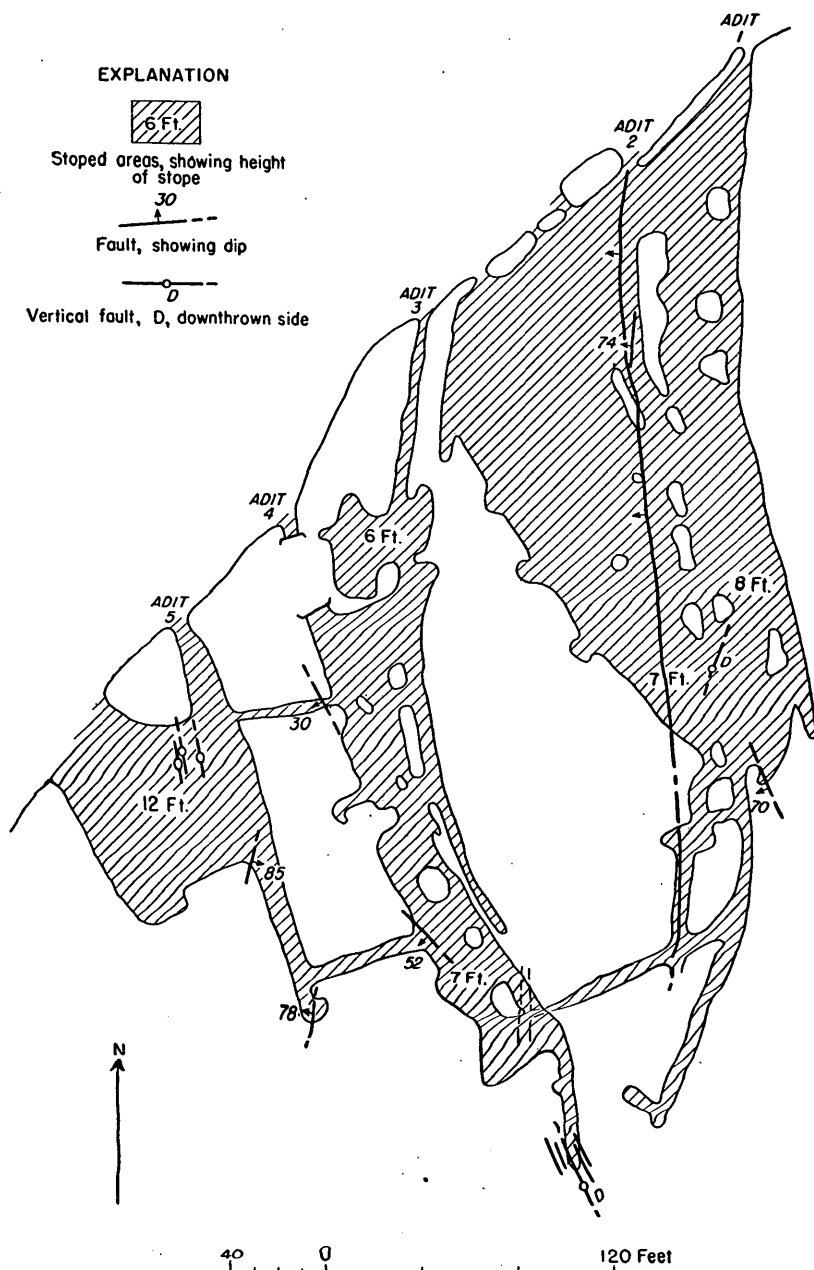 EXPLANATION
6 Ft.
Stoped areas, showing height
of stope
30
Fault, showing dip
D
Vertical fault, D, downthrown side
ADIT
1
ADIT
2
ADIT
3
74
ADIT
4
6 Ft.
ADIT
5
8 Ft.
D
7 Ft.
30
12 Ft.
70
85
52
7 Ft.
78
N
D
40 0 120 Feet